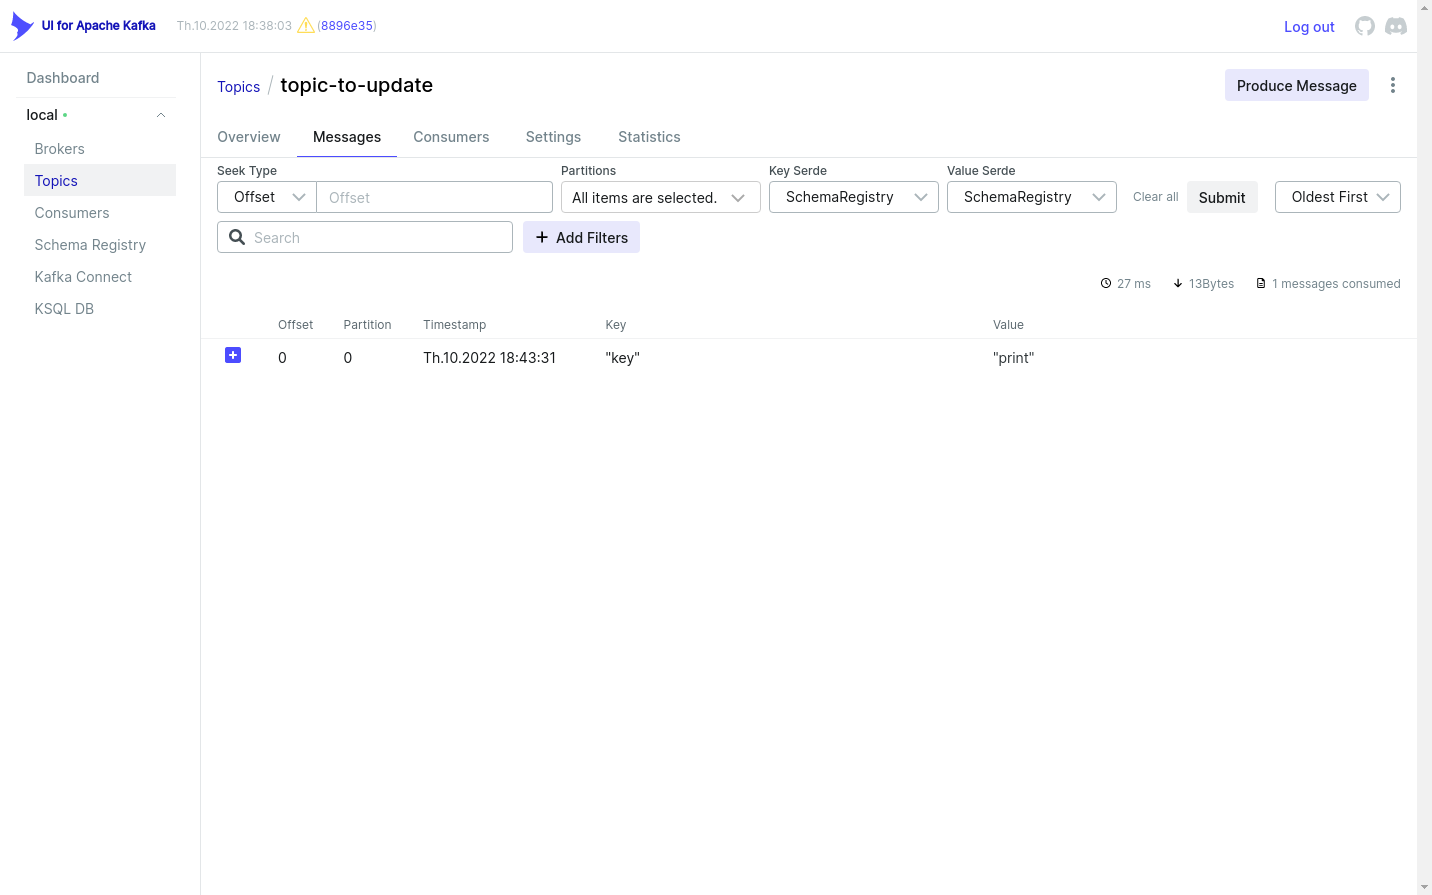 UI for Apache Kafka Th.10.2022 18:38:03 (8896e35) Log out
Dashboard
local
Brokers
Topics
Consumers
Schema Registry
Kafka Connect
KSQL DB
Topics / topic-to-update Produce Message
Overview Messages Consumers Settings Statistics
Seek Type Partitions Key Serde Value Serde
Offset Offset All items are selected. SchemaRegistry SchemaRegistry Clear all Submit Oldest First
Search Add Filters
27 ms 13Bytes 1 messages consumed
Offset Partition Timestamp Key Value
0 0 Th.10.2022 18:43:31 "key" "print"